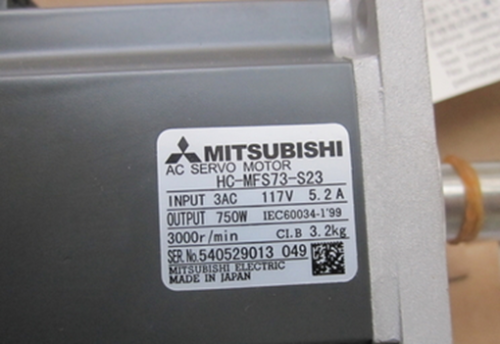 MITSUBISHI
AC SERVO MOTOR
HC-MFS73-S23
INPUT 3AC 117V 5.2A
OUTPUT 750W IEC60034-1'99
3000r/min CI.B 3.2kg
SER.No.540529013 049
MITSUBISHI ELECTRIC
MADE IN JAPAN